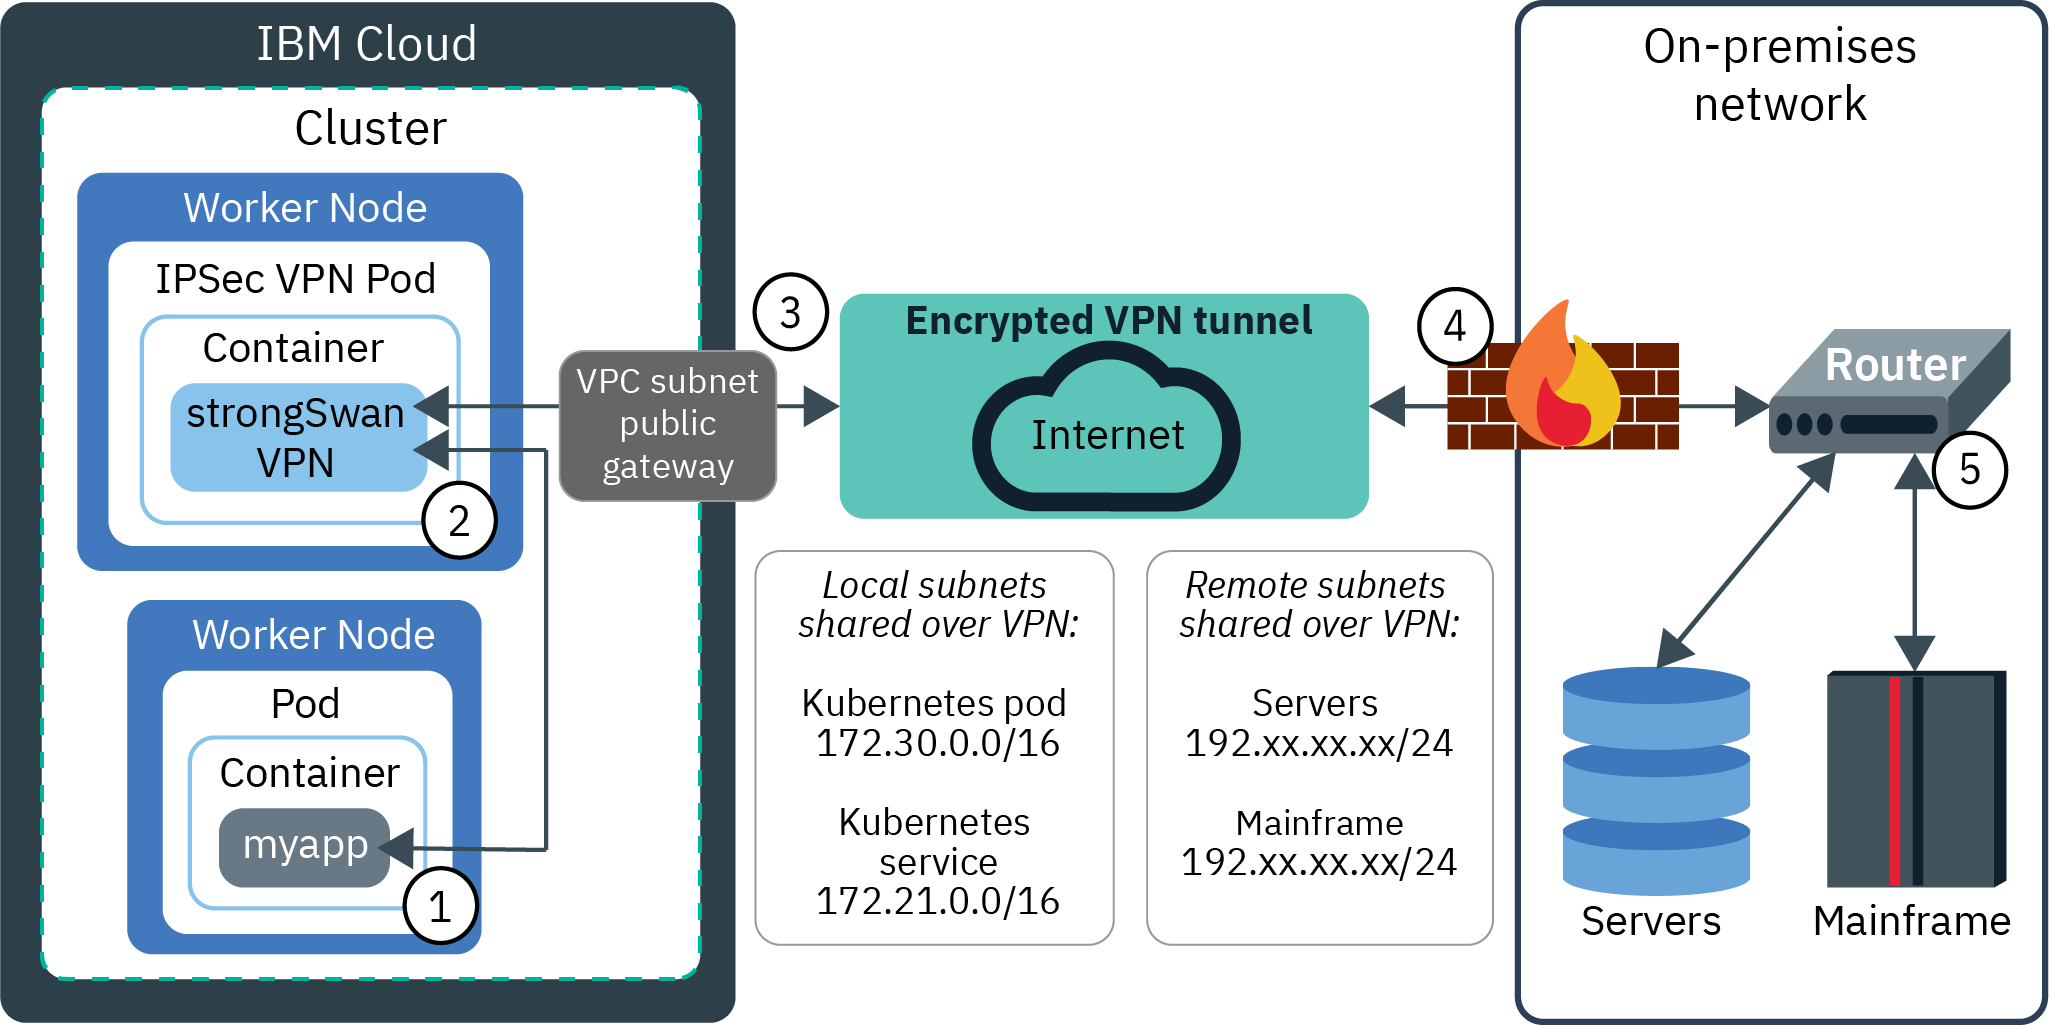 IBM Cloud
Cluster
Worker Node
IPSec VPN Pod
Container
strongSwan
VPN
2
Worker Node
Pod
Container
myapp
1
VPC subnet
public
gateway
3
Encrypted VPN tunnel
Internet
Local subnets
shared over VPN:
Kubernetes pod
172.30.0.0/16
Kubernetes
service
172.21.0.0/16
Remote subnets
shared over VPN:
Servers
192.xx.xx.xx/24
Mainframe
192.xx.xx.xx/24
4
On-premises
network
Router
5
Servers
Mainframe